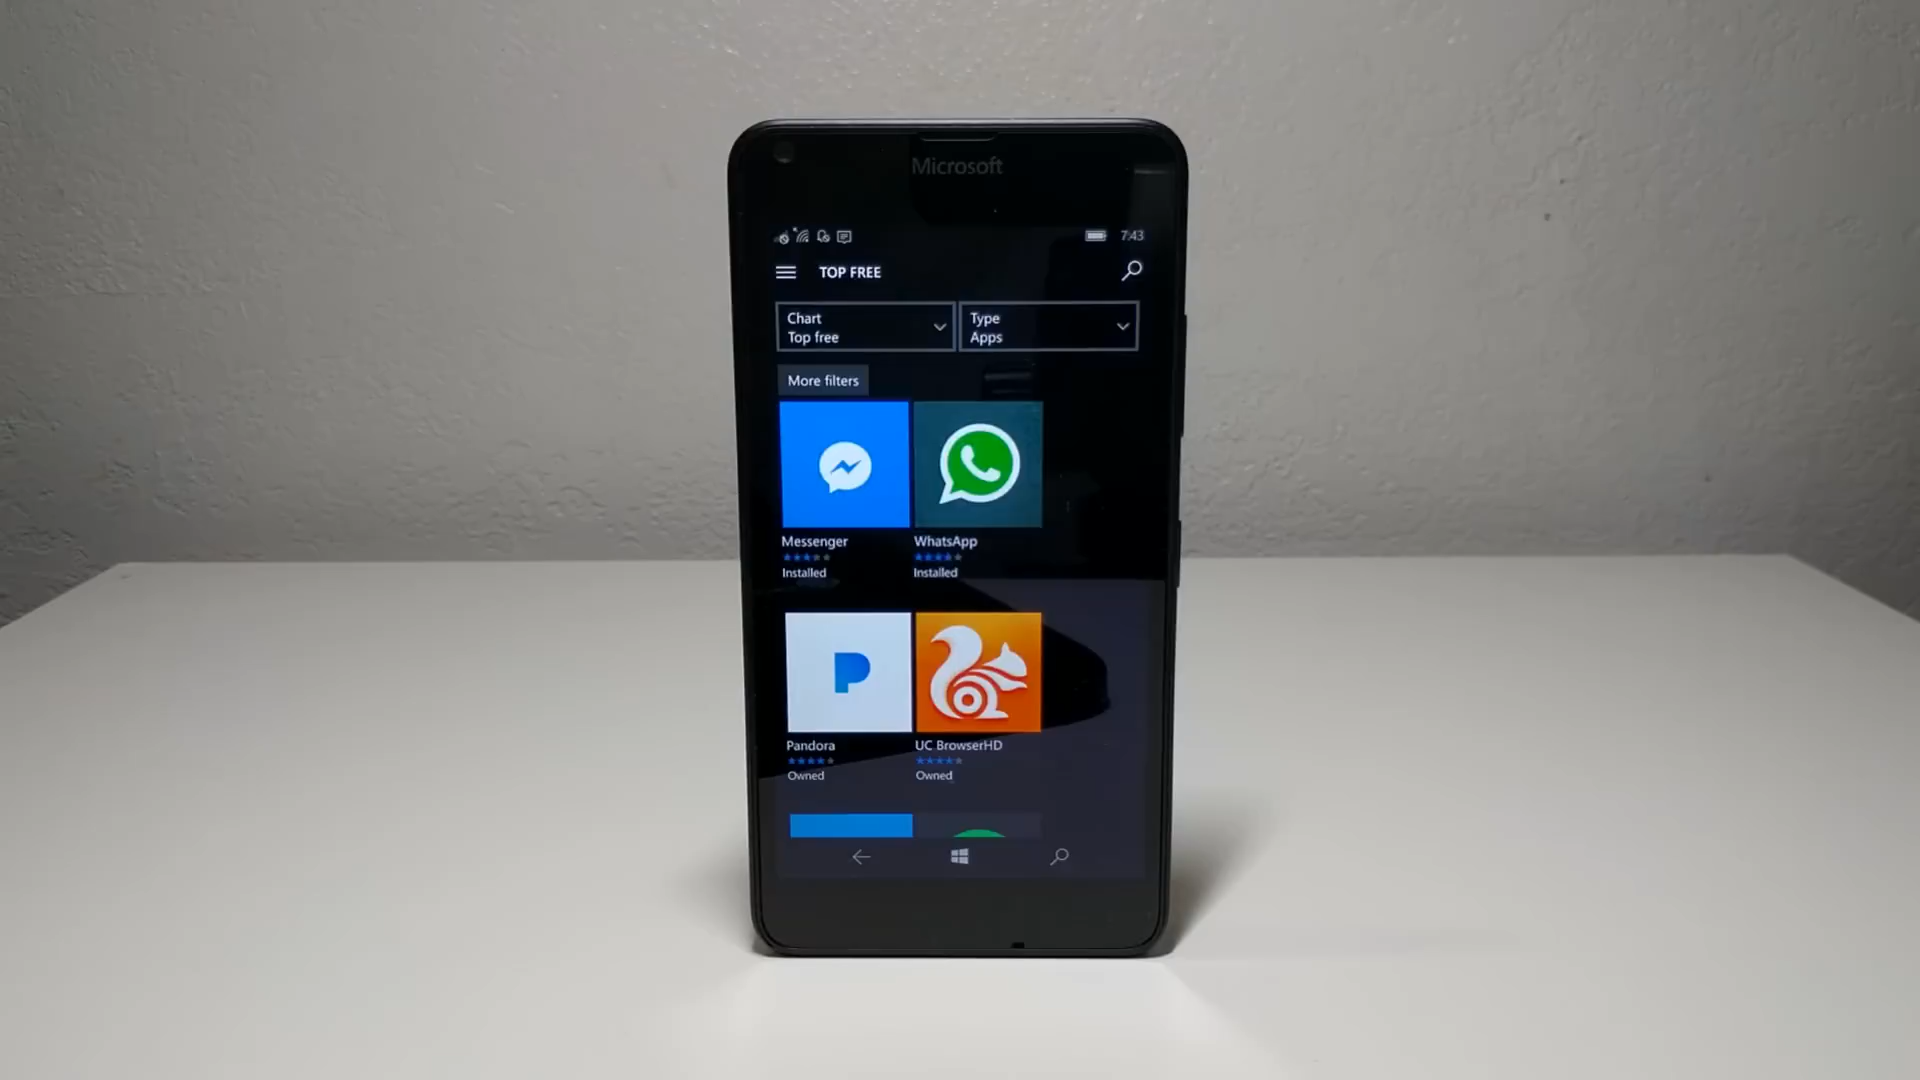 Microsoft
7:43
TOP FREE
Chart
Top free
Type
Apps
More filters
Messenger
WhatsApp
Installed
Installed
P
Pandora
UC BrowserHD
Owned
Owned